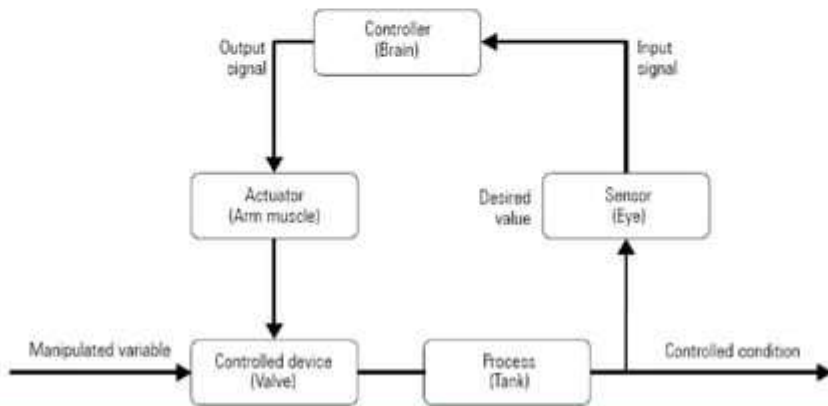 Controller
(Brain)
Output
signal
Input
signal
Actuator
(Arm muscle)
Desired
value
Sensor
(Eye)
Manipulated variable
Controlled device
(Valve)
Process
(Tank)
Controlled condition